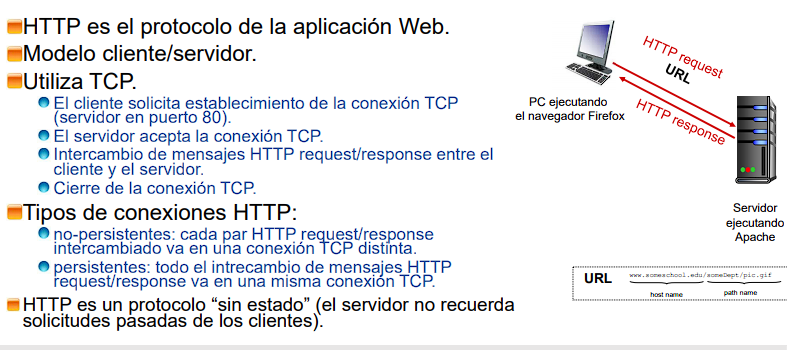 HTTP es el protocolo de la aplicación Web.
Modelo cliente/servidor.
Utiliza TCP.
El cliente solicita establecimiento de la conexión TCP
(servidor en puerto 80).
El servidor acepta la conexión TCP.
Intercambio de mensajes HTTP request/response entre el
cliente y el servidor.
Cierre de la conexión TCP.
Tipos de conexiones HTTP:
no-persistentes: cada par HTTP request/response
intercambiado va en una conexión TCP distinta.
persistentes: todo el intrecambio de mensajes HTTP
request/response va en una misma conexión TCP.
HTTP es un protocolo “sin estado” (el servidor no recuerda
solicitudes pasadas de los clientes).
HTTP request
URL
HTTP response
PC ejecutando
el navegador Firefox
Servidor
ejecutando
Apache
URL www.someschool.edu/someDept/pic.gif
host name path name